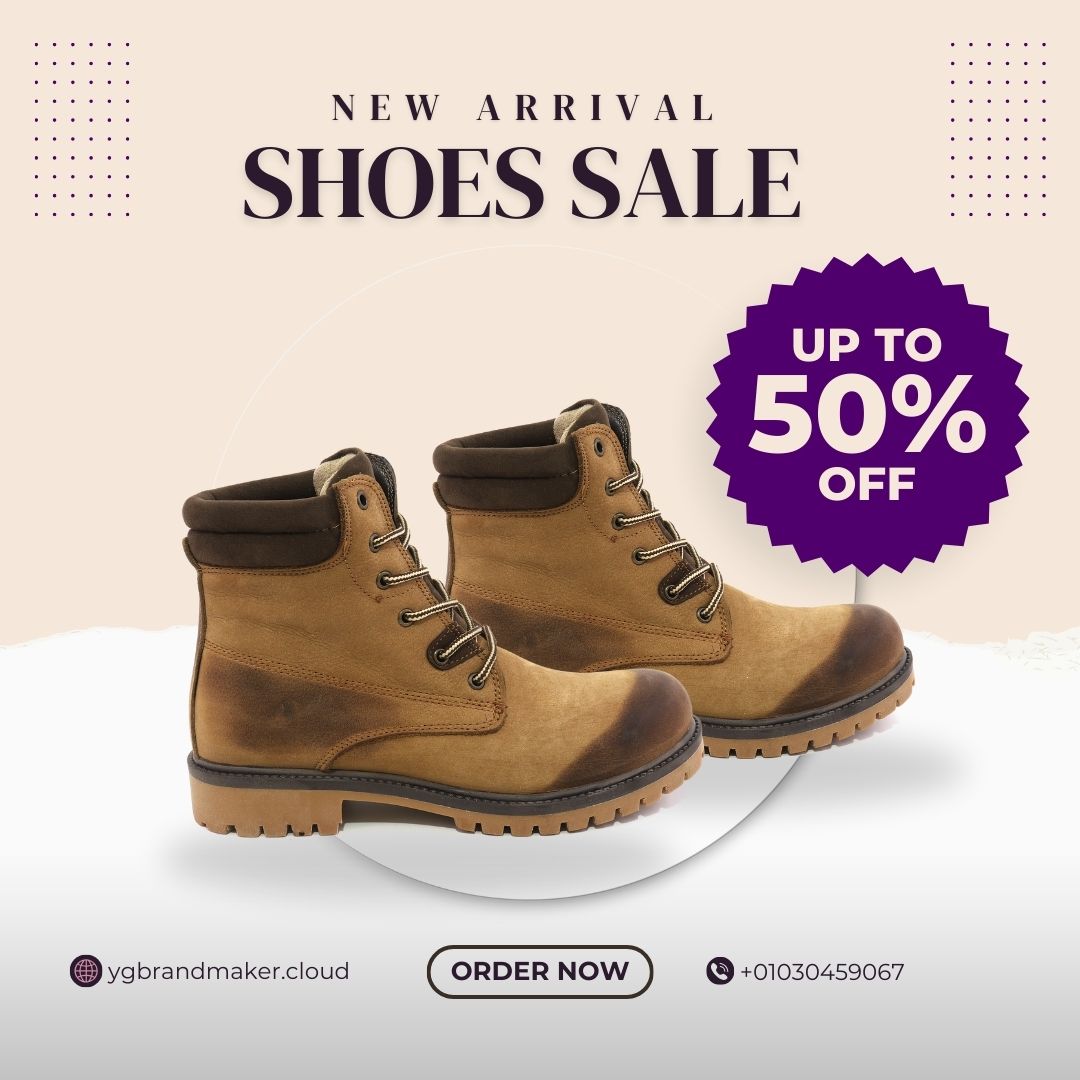 NEW ARRIVAL
SHOES SALE
UP TO
50%
OFF
ygbrandmaker.cloud
ORDER NOW
+01030459067